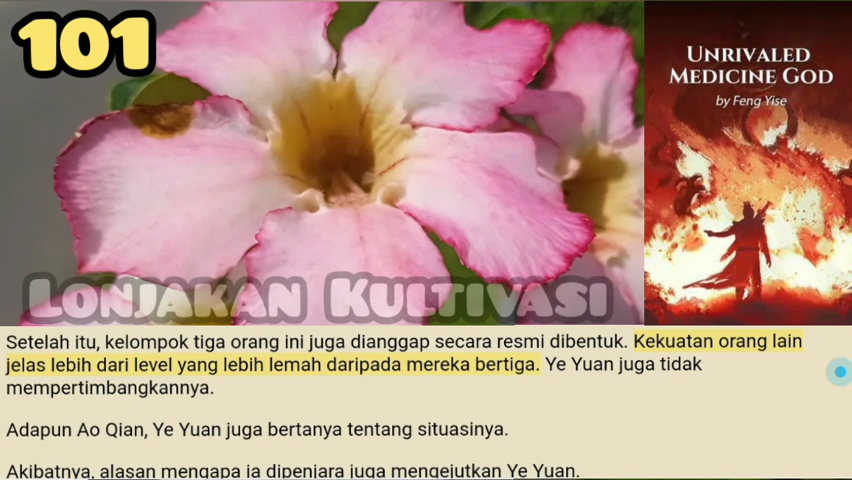 101
UNRIVALED
MEDICINE GOD
by Feng Yise
LONJAKAN KULTIVASI
Setelah itu, kelompok tiga orang ini juga dianggap secara resmi dibentuk. Kekuatan orang lain
jelas lebih dari level yang lebih lemah daripada mereka bertiga. Ye Yuan juga tidak
mempertimbangkannya.
Adapun Ao Qian, Ye Yuan juga bertanya tentang situasinya.
Akibatnya, alasan mengapa ia dipenjara juga mengejutkan Ye Yuan.